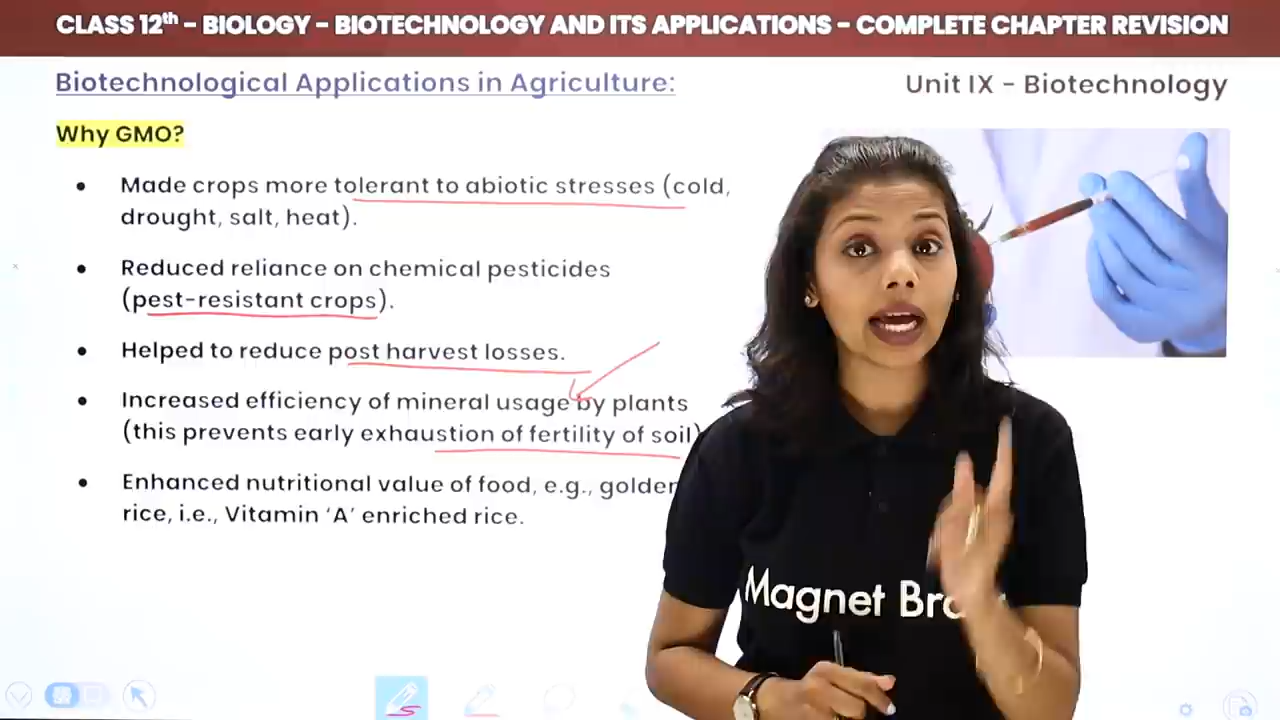 CLASS 12th – BIOLOGY – BIOTECHNOLOGY AND ITS APPLICATIONS – COMPLETE CHAPTER REVISION
Biotechnological Applications in Agriculture:
Unit IX – Biotechnology
Why GMO?
• Made crops more tolerant to abiotic stresses (cold,
drought, salt, heat).
• Reduced reliance on chemical pesticides
(pest-resistant crops).
• Helped to reduce post harvest losses.
• Increased efficiency of mineral usage by plants
(this prevents early exhaustion of fertility of soil)
• Enhanced nutritional value of food, e.g., golden
rice, i.e., Vitamin ‘A’ enriched rice.
Magnet